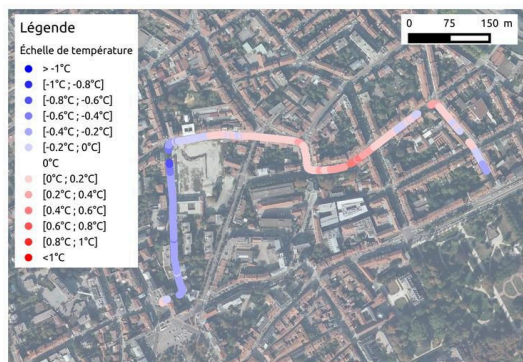 Légende
Échelle de température
> -1°C
[-1°C ; -0.8°C]
[-0.8°C ; -0.6°C]
[-0.6°C ; -0.4°C]
[-0.4°C ; -0.2°C]
[-0.2°C ; 0°C]
0°C
[0°C ; 0.2°C]
[0.2°C ; 0.4°C]
[0.4°C ; 0.6°C]
[0.6°C ; 0.8°C]
[0.8°C ; 1°C]
<1°C
0 75 150 m